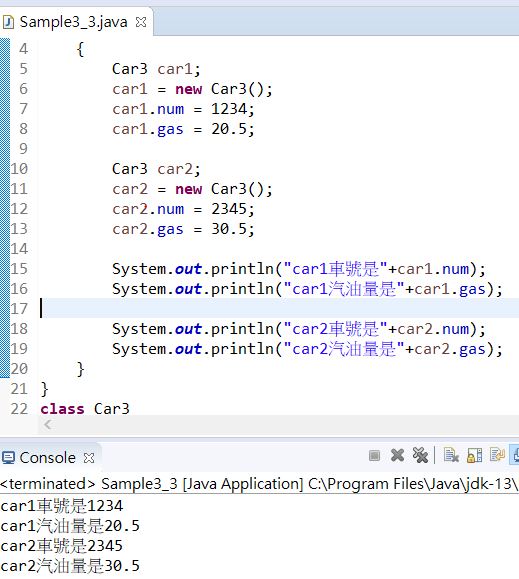 Sample3_3.java
4 {
5 Car3 car1;
6 car1 = new Car3();
7 car1.num = 1234;
8 car1.gas = 20.5;
9
10 Car3 car2;
11 car2 = new Car3();
12 car2.num = 2345;
13 car2.gas = 30.5;
14
15 System.out.println("car1車號是"+car1.num);
16 System.out.println("car1汽油量是"+car1.gas);
17
18 System.out.println("car2車號是"+car2.num);
19 System.out.println("car2汽油量是"+car2.gas);
20 }
21 }
22 class Car3
Console
<terminated> Sample3_3 [Java Application] C:\Program Files\Java\jdk-13\
car1車號是1234
car1汽油量是20.5
car2車號是2345
car2汽油量是30.5